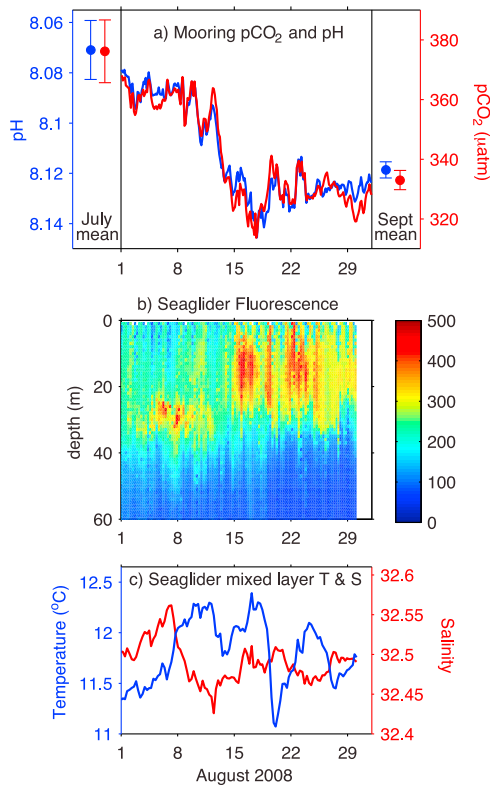 a) Mooring pCO₂ and pH
8.06
8.08
8.1
8.12
8.14
pH
390
360
340
320
pCO₂ (μatm)
July
mean
Sept
mean
1 8 15 22 29
b) Seaglider Fluorescence
0
20
40
60
depth (m)
500
400
300
200
100
0
1 8 15 22 29
c) Seaglider mixed layer T & S
12.5
12
11.5
11
Temperature (°C)
32.6
32.55
32.5
32.45
32.4
Salinity
1 8 15 22 29
August 2008